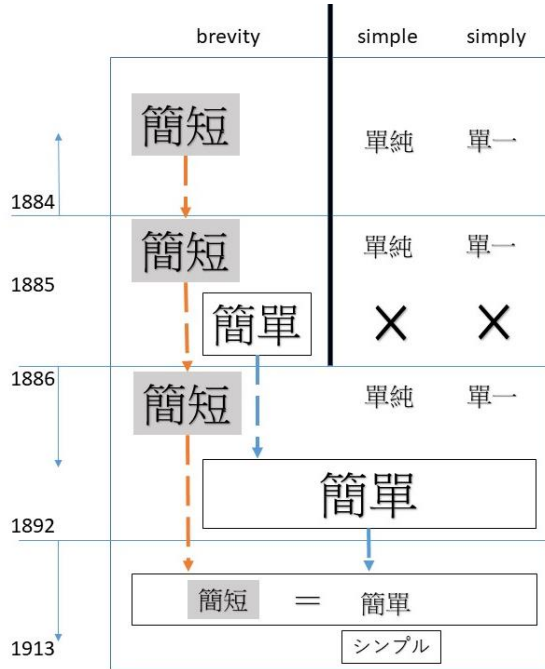 brevity simple simply
簡短 單純 單一
1884
簡短 單純 單一
1885
簡單 × ×
1886
簡短 單純 單一
簡單
1892
簡短 = 簡單
シンプル
1913